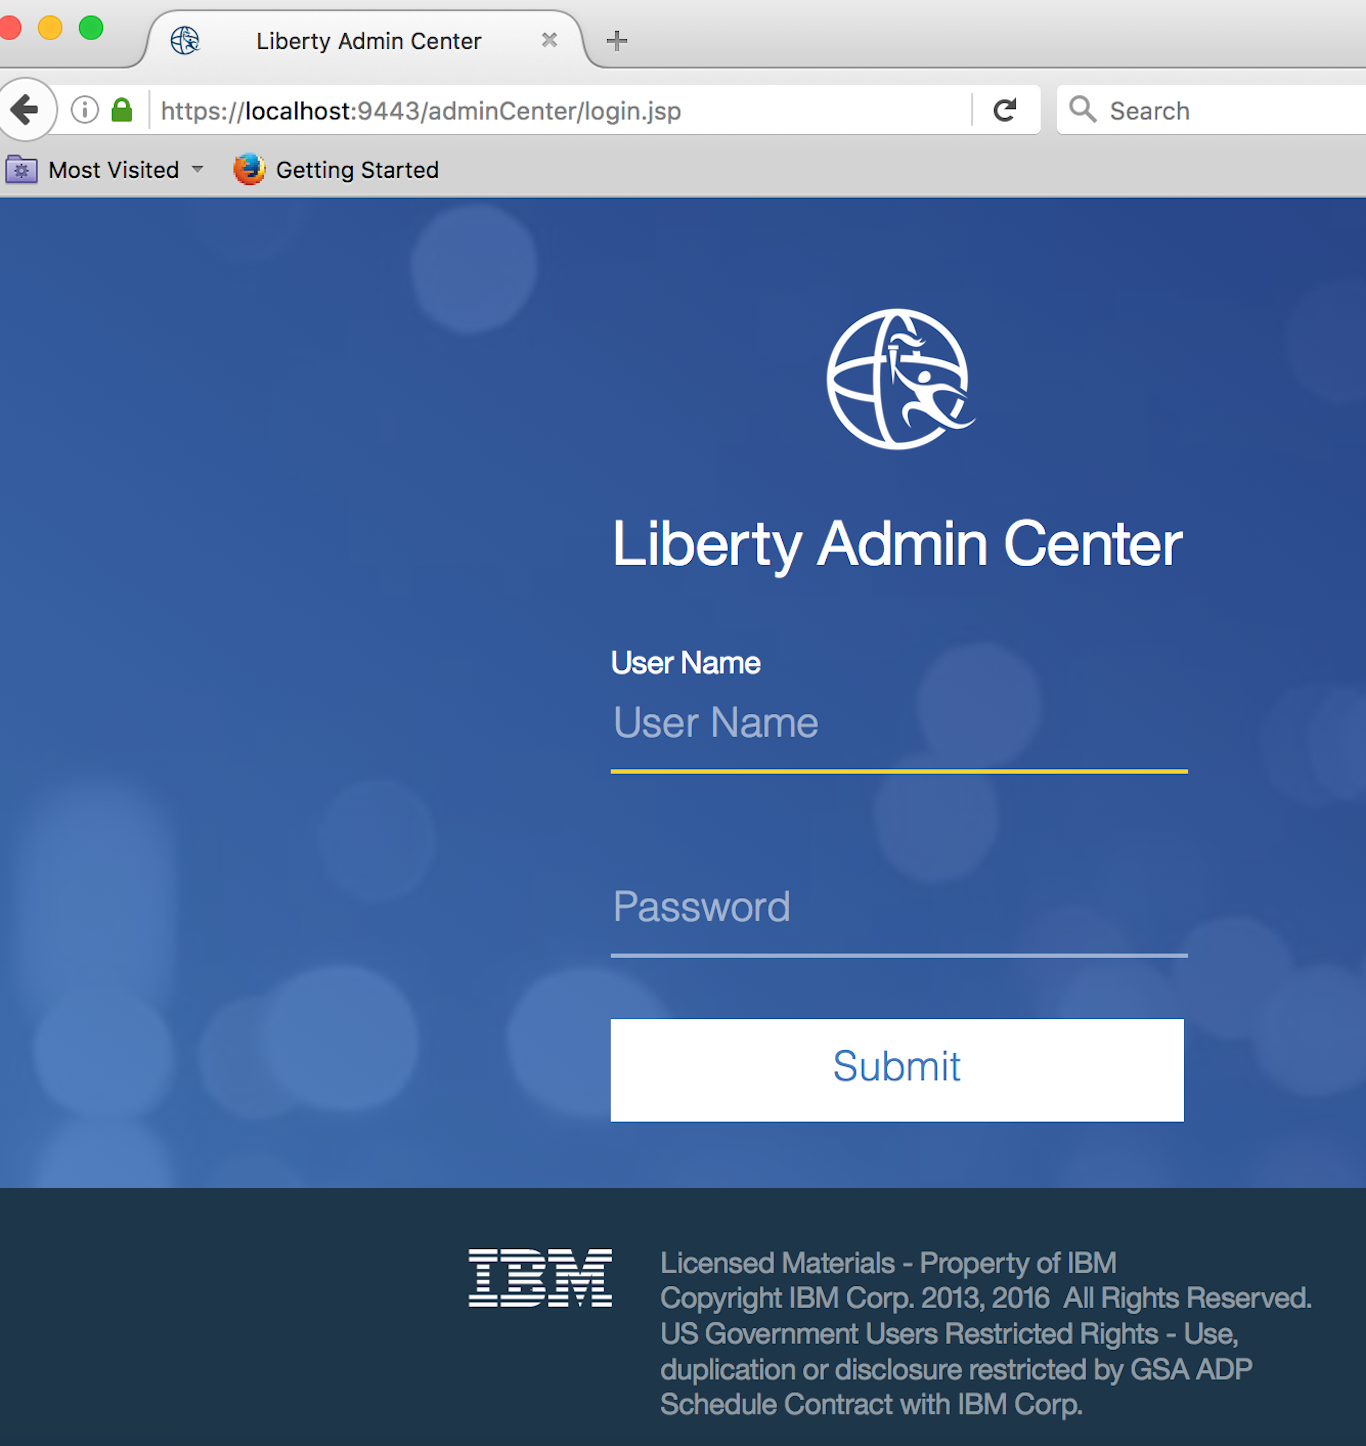 Liberty Admin Center
https://localhost:9443/adminCenter/login.jsp
Search
Most Visited
Getting Started
Liberty Admin Center
User Name
User Name
Password
Submit
IBM
Licensed Materials - Property of IBM
Copyright IBM Corp. 2013, 2016  All Rights Reserved.
US Government Users Restricted Rights - Use,
duplication or disclosure restricted by GSA ADP
Schedule Contract with IBM Corp.